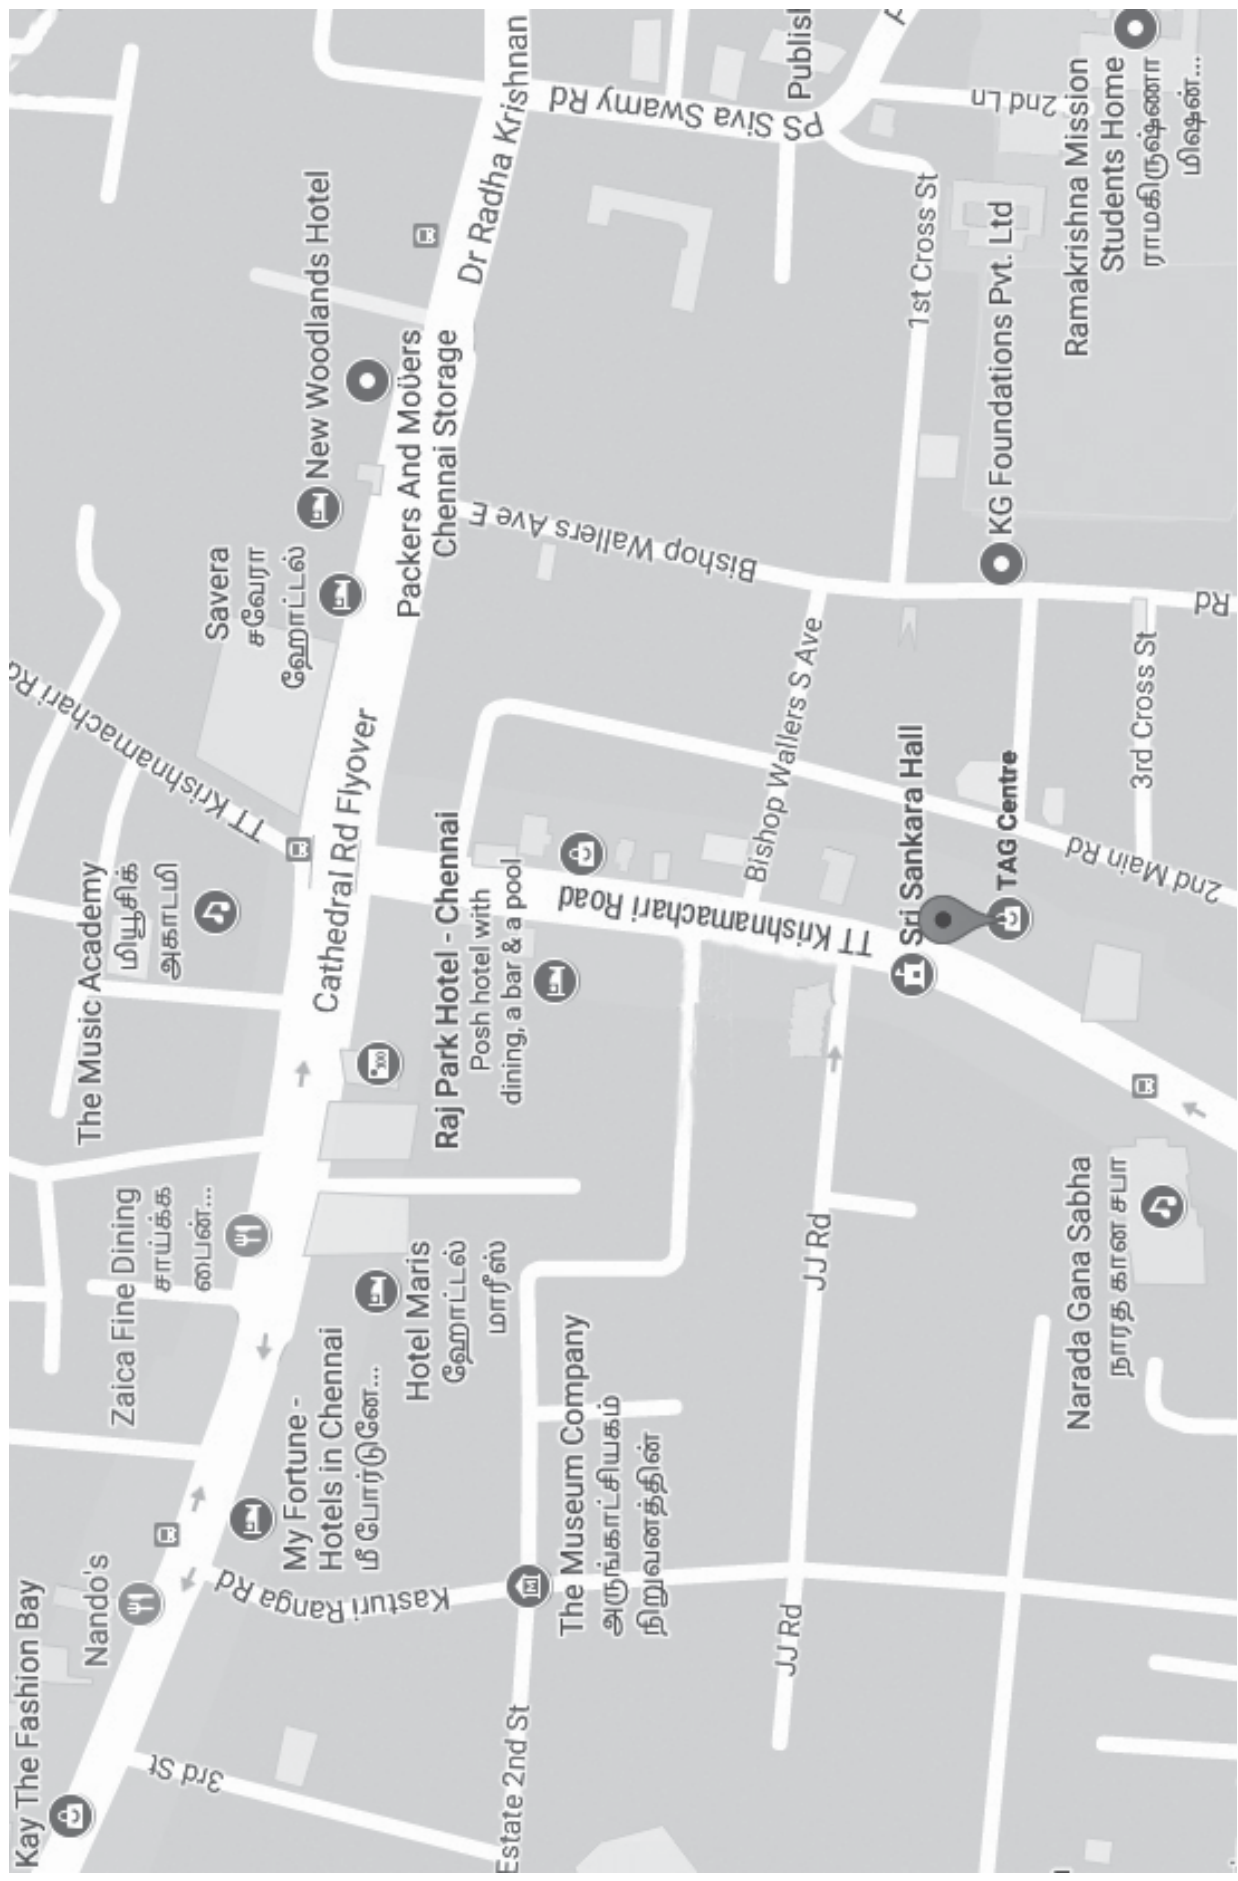 Kay The Fashion Bay
Nando's
The Music Academy
மியூசிக்
அகாடமி
Zaica Fine Dining
சாய்க்க
பைன்...
TT Krishnamachari Rd
Savera
சவேரா
ஹோட்டல்
New Woodlands Hotel
3rd St
Kasturi Ranga Rd
My Fortune -
Hotels in Chennai
மீ போர்டுனே...
Cathedral Rd Flyover
Packers And Movers
Chennai Storage
Dr Radha Krishnan
Hotel Maris
ஹோட்டல்
மாரீஸ்
Raj Park Hotel - Chennai
Posh hotel with
dining, a bar & a pool
Bishop Wallers Ave E
PS Siva Swamy Rd
Estate 2nd St
The Museum Company
அருங்காட்சியகம்
நிறுவனத்தின்
TT Krishnamachari Road
Bishop Wallers S Ave
JJ Rd
JJ Rd
Sri Sankara Hall
1st Cross St
TAG Centre
KG Foundations Pvt. Ltd
2nd Ln
Narada Gana Sabha
நாரத கான சபா
2nd Main Rd
3rd Cross St
Rd
Ramakrishna Mission
Students Home
ராமகிருஷ்ணா
மிஷன்...